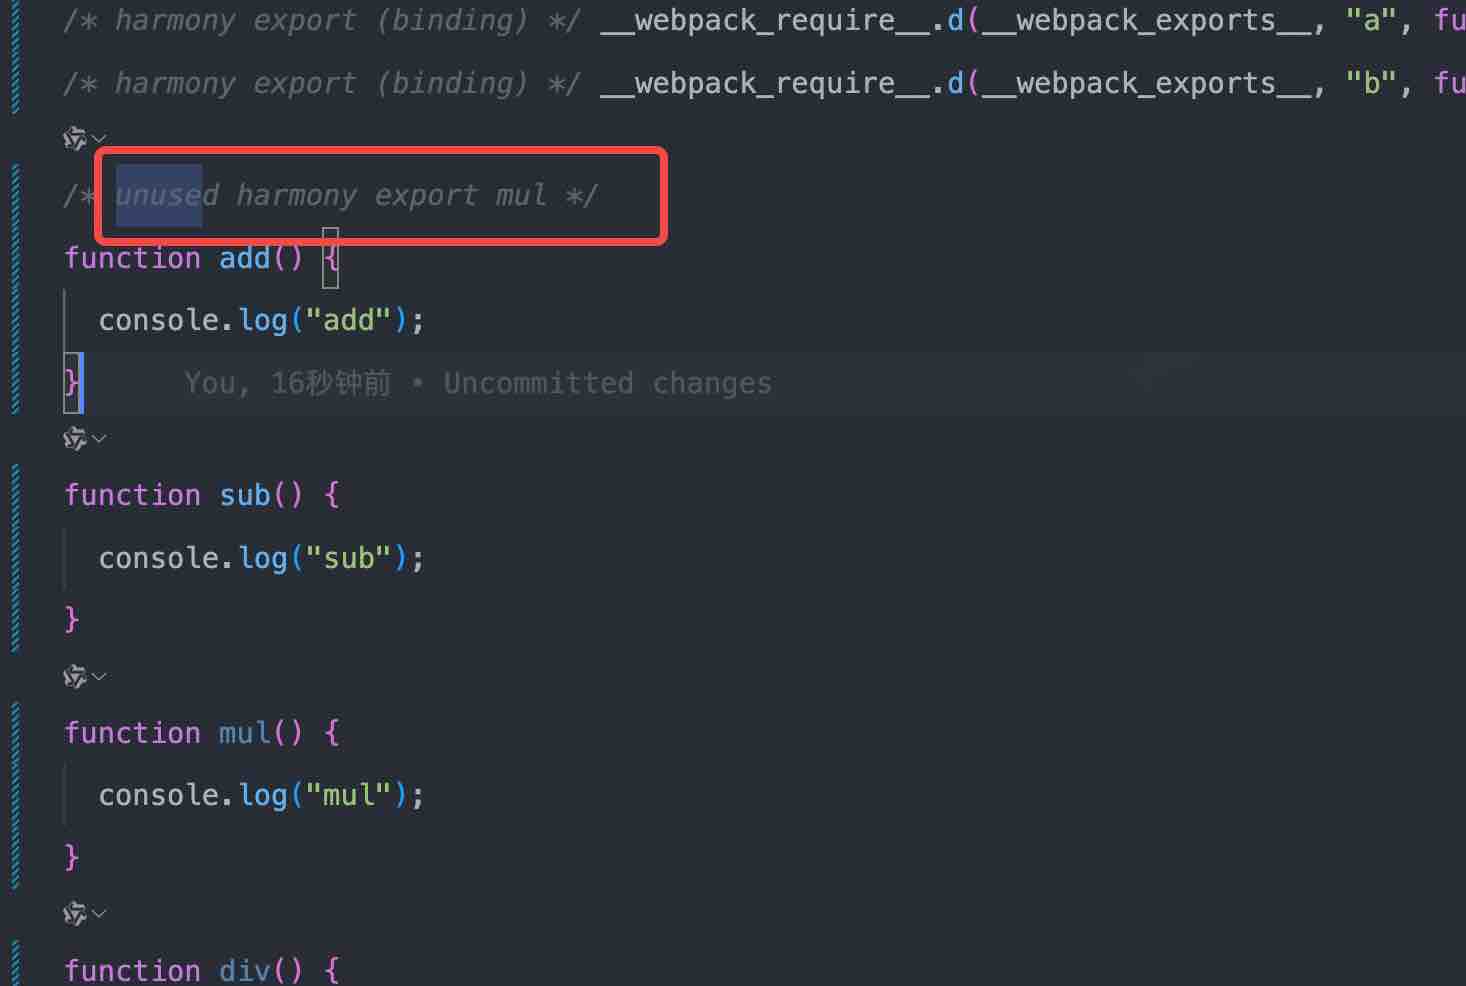 /* harmony export (binding) */ __webpack_require__.d(__webpack_exports__, "a", fu
/* harmony export (binding) */ __webpack_require__.d(__webpack_exports__, "b", fu
/* unused harmony export mul */
function add() {
console.log("add");
} You, 16秒钟前 • Uncommitted changes
function sub() {
console.log("sub");
}
function mul() {
console.log("mul");
}
function div() {